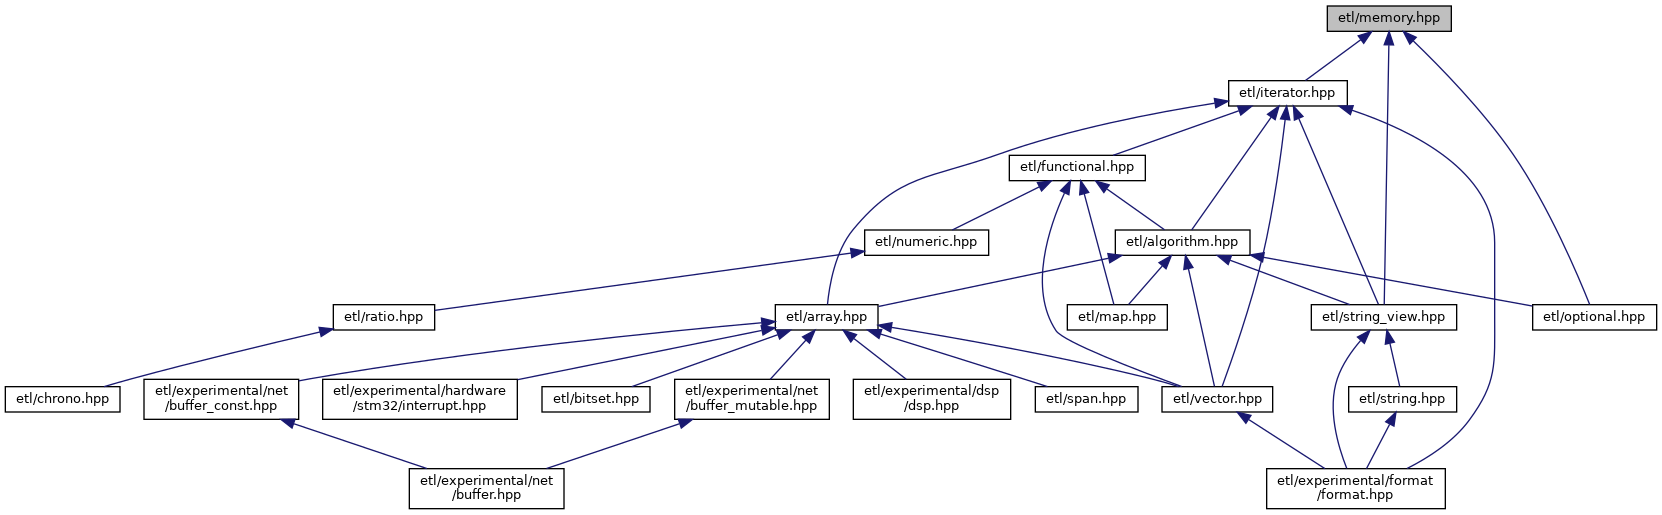 etl/memory.hpp
etl/iterator.hpp
etl/functional.hpp
etl/numeric.hpp
etl/algorithm.hpp
etl/ratio.hpp
etl/array.hpp
etl/map.hpp
etl/string_view.hpp
etl/optional.hpp
etl/chrono.hpp
etl/experimental/net
/buffer_const.hpp
etl/experimental/hardware
/stm32/interrupt.hpp
etl/bitset.hpp
etl/experimental/net
/buffer_mutable.hpp
etl/experimental/dsp
/dsp.hpp
etl/span.hpp
etl/vector.hpp
etl/string.hpp
etl/experimental/net
/buffer.hpp
etl/experimental/format
/format.hpp